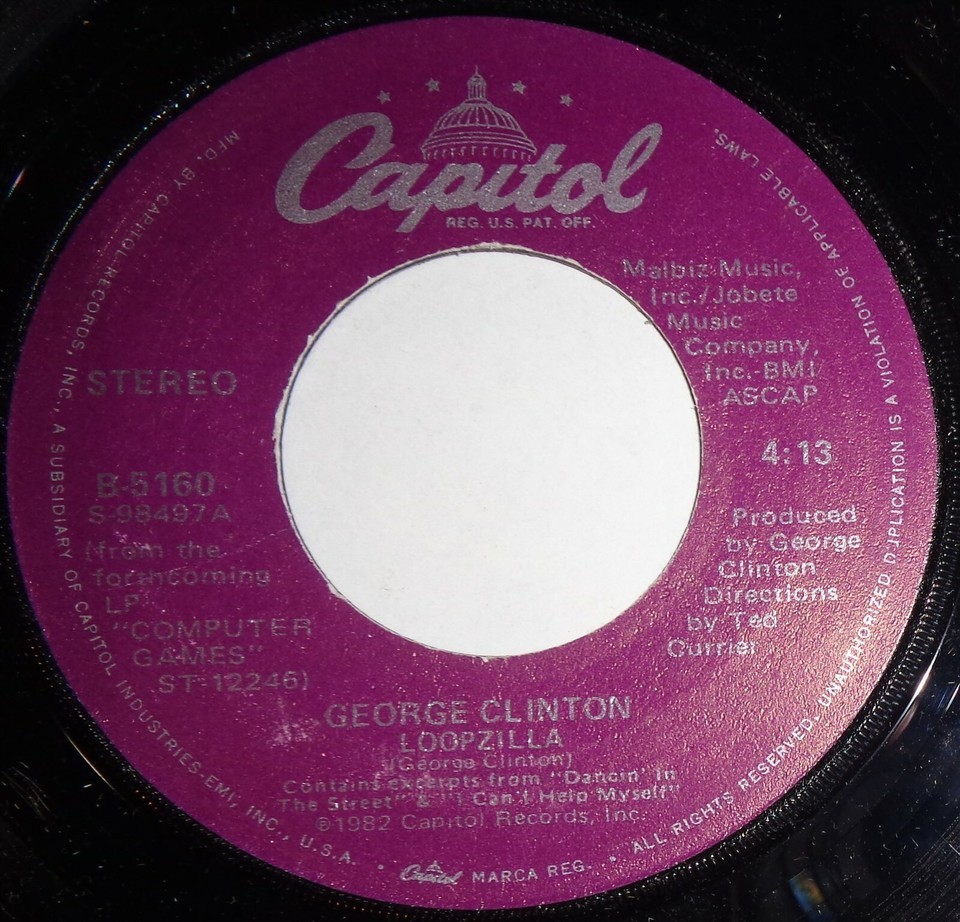 Capitol
REG. U.S. PAT. OFF.
Malbiz Music,
Inc./Jobete
Music
Company,
Inc.-BMI/
ASCAP
STEREO
4:13
B-5160
S-98497A
(from the
forthcoming
LP
"COMPUTER
GAMES"
ST-12246)
Produced
by George
Clinton
Directions
by Ted
Currier
GEORGE CLINTON
LOOPZILLA
(George Clinton)
Contains excerpts from "Dancin' In
The Street" & "I Can't Help Myself"
℗1982 Capitol Records, Inc.
MFD. BY CAPITOL RECORDS, INC., A SUBSIDIARY OF CAPITOL INDUSTRIES-EMI, INC., U.S.A. • Capitol MARCA REG. • ALL RIGHTS RESERVED. UNAUTHORIZED DUPLICATION IS A VIOLATION OF APPLICABLE LAWS.